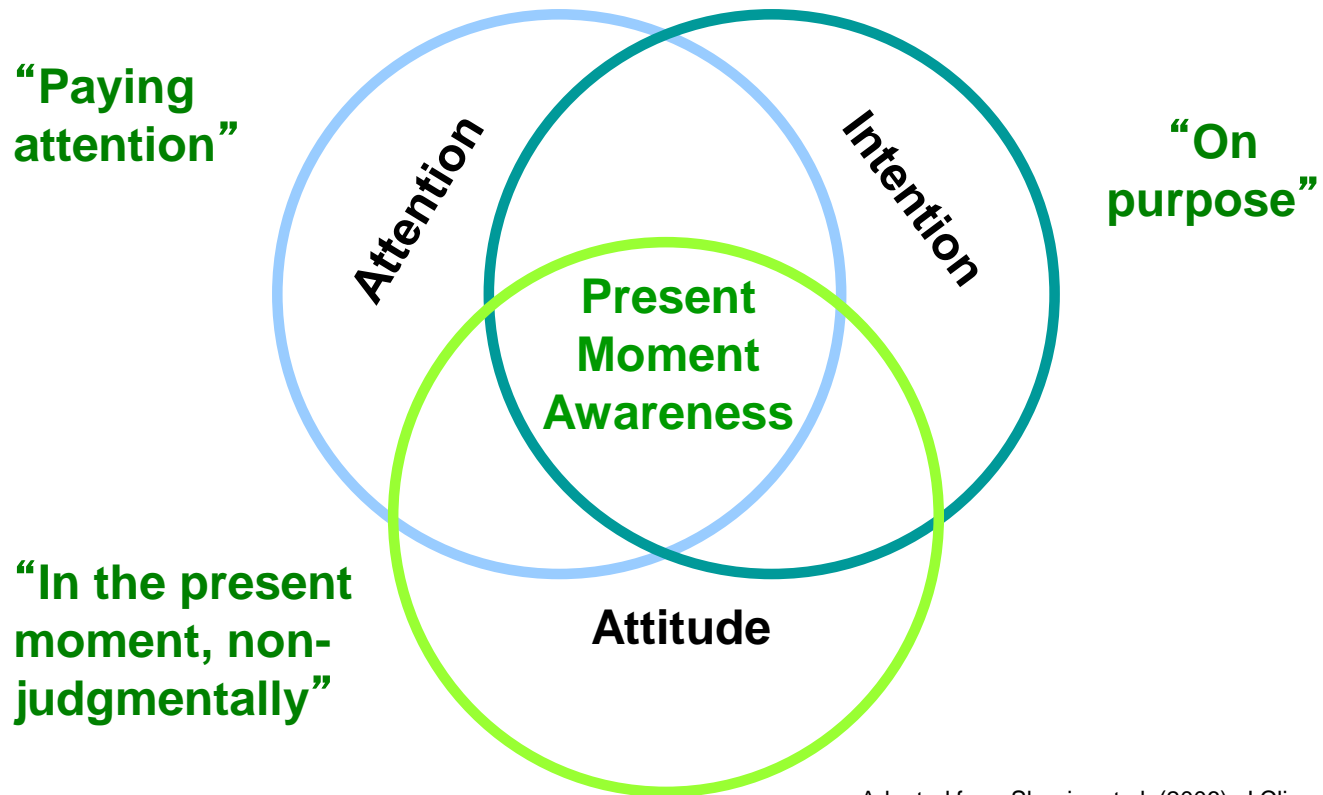 “Paying
attention”
Attention
Intention
“On
purpose”
Present
Moment
Awareness
“In the present
moment, non-
judgmentally”
Attitude